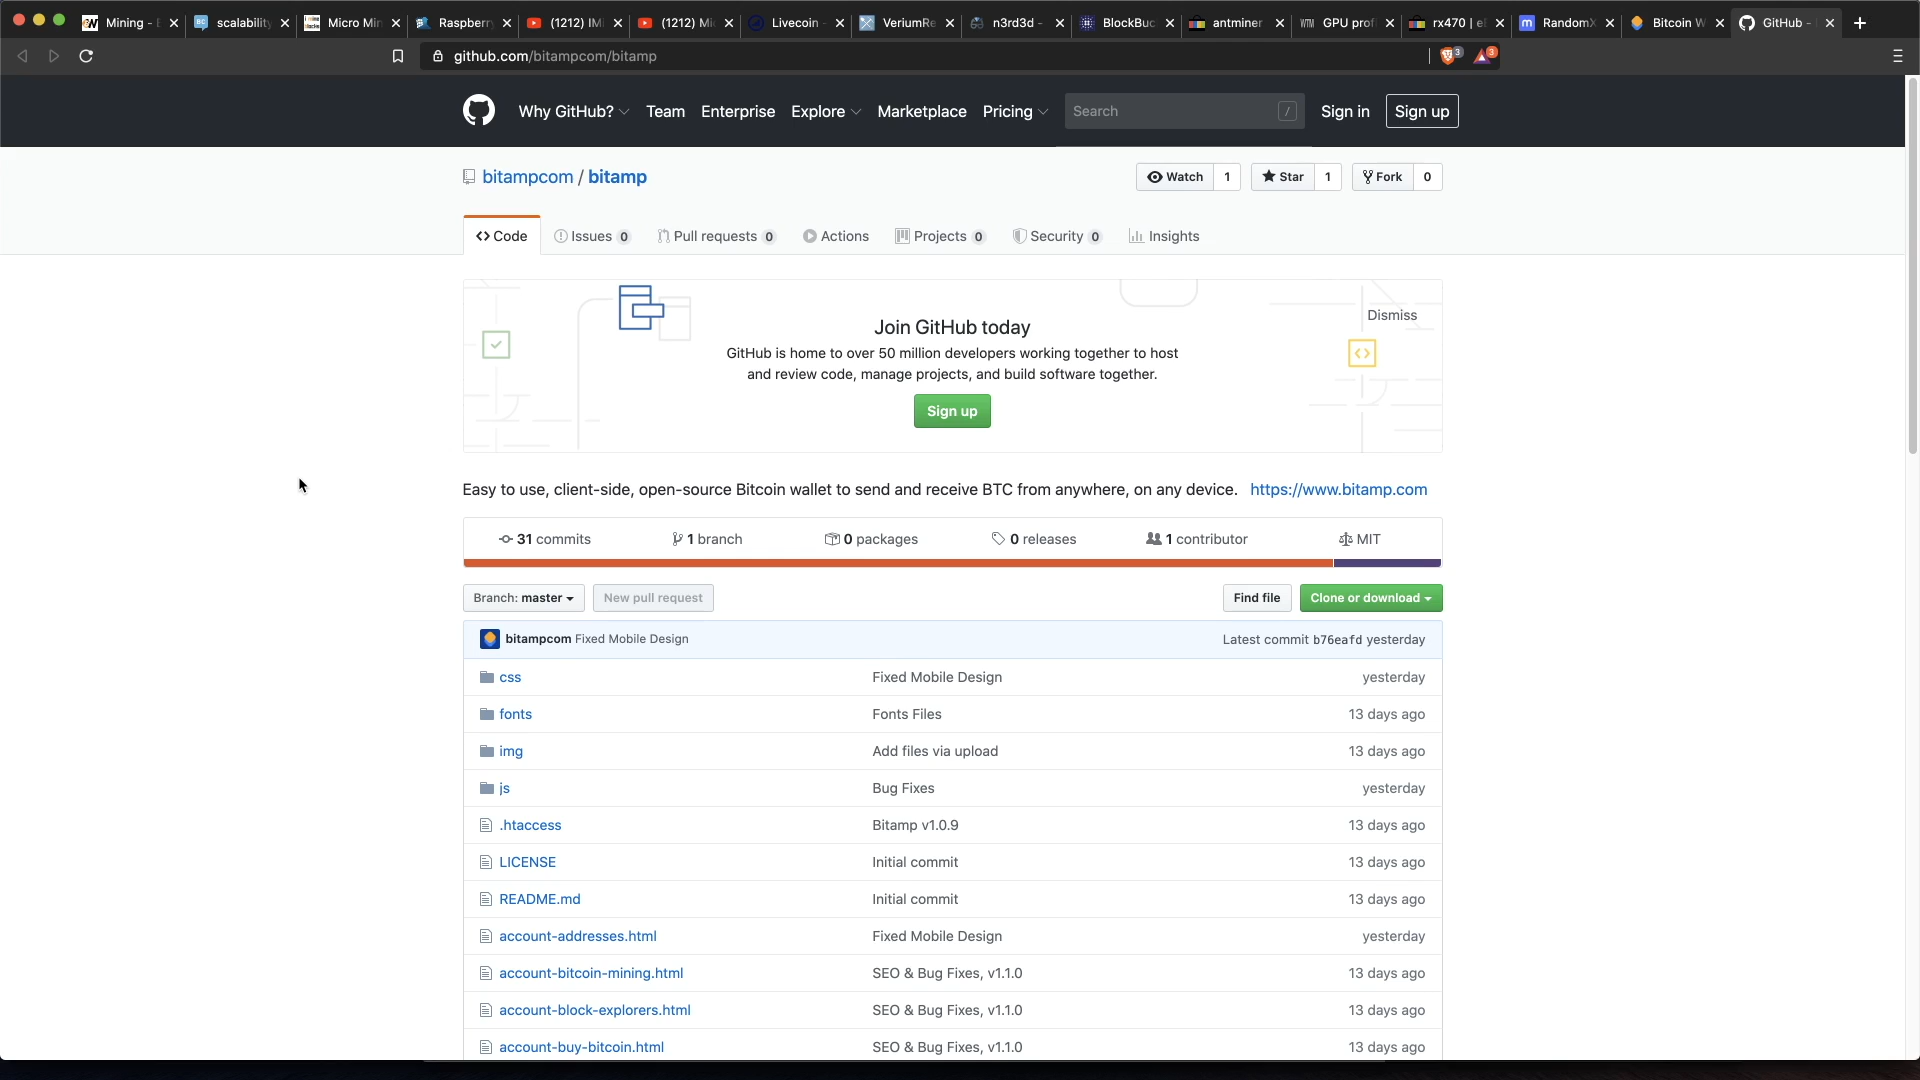 Mining - E
scalability
Micro Min
Raspberry
(1212) IM
(1212) Mi
Livecoin -
VeriumRe
n3rd3d -
BlockBuc
antminer
GPU prof
rx470 | e
RandomX
Bitcoin W
GitHub -
github.com/bitampcom/bitamp
3
3
Why GitHub? Team Enterprise Explore Marketplace Pricing Search / Sign in Sign up
bitampcom / bitamp
Watch 1 Star 1 Fork 0
Code Issues 0 Pull requests 0 Actions Projects 0 Security 0 Insights
Dismiss
Join GitHub today
GitHub is home to over 50 million developers working together to host
and review code, manage projects, and build software together.
Sign up
Easy to use, client-side, open-source Bitcoin wallet to send and receive BTC from anywhere, on any device. https://www.bitamp.com
31 commits 1 branch 0 packages 0 releases 1 contributor MIT
Branch: master New pull request Find file Clone or download
bitampcom Fixed Mobile Design Latest commit b76eafd yesterday
css Fixed Mobile Design yesterday
fonts Fonts Files 13 days ago
img Add files via upload 13 days ago
js Bug Fixes yesterday
.htaccess Bitamp v1.0.9 13 days ago
LICENSE Initial commit 13 days ago
README.md Initial commit 13 days ago
account-addresses.html Fixed Mobile Design yesterday
account-bitcoin-mining.html SEO & Bug Fixes, v1.1.0 13 days ago
account-block-explorers.html SEO & Bug Fixes, v1.1.0 13 days ago
account-buy-bitcoin.html SEO & Bug Fixes, v1.1.0 13 days ago